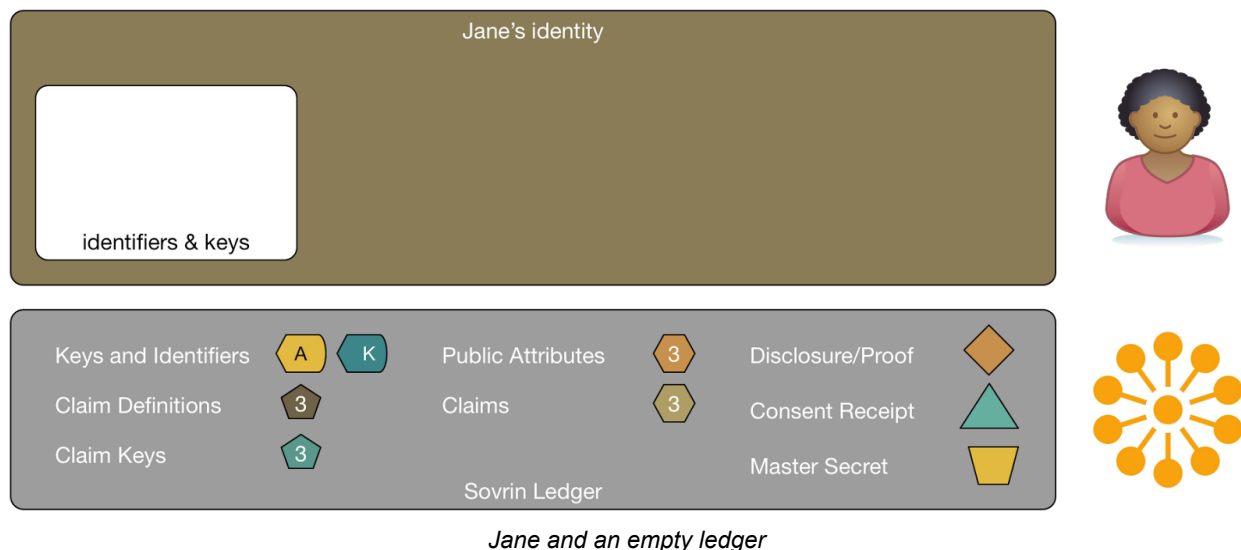 Jane's identity
identifiers & keys
Keys and Identifiers A K Public Attributes 3 Disclosure/Proof
Claim Definitions 3 Claims 3 Consent Receipt
Claim Keys 3 Master Secret
Sovrin Ledger
Jane and an empty ledger